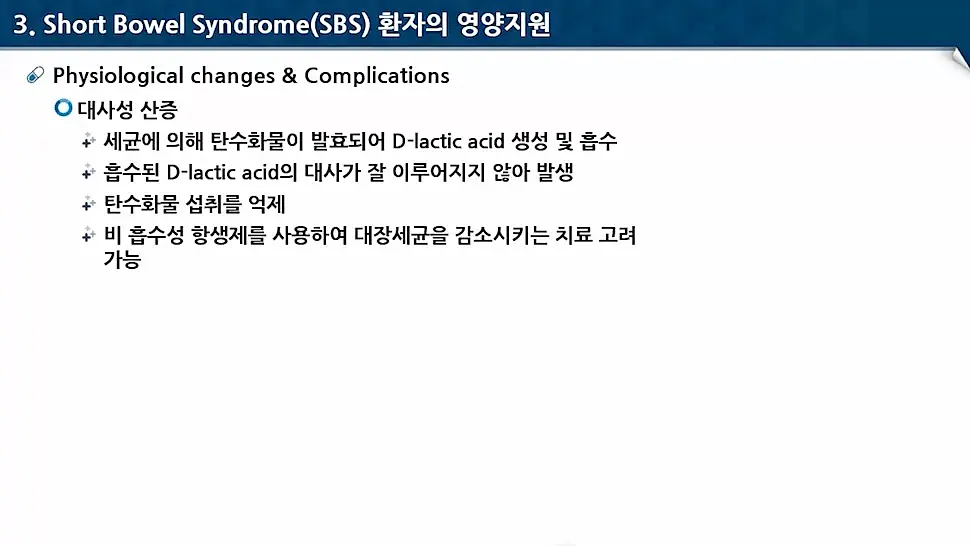 3. Short Bowel Syndrome(SBS) 환자의 영양지원
Physiological changes & Complications
대사성 산증
세균에 의해 탄수화물이 발효되어 D-lactic acid 생성 및 흡수
흡수된 D-lactic acid의 대사가 잘 이루어지지 않아 발생
탄수화물 섭취를 억제
비 흡수성 항생제를 사용하여 대장세균을 감소시키는 치료 고려
가능